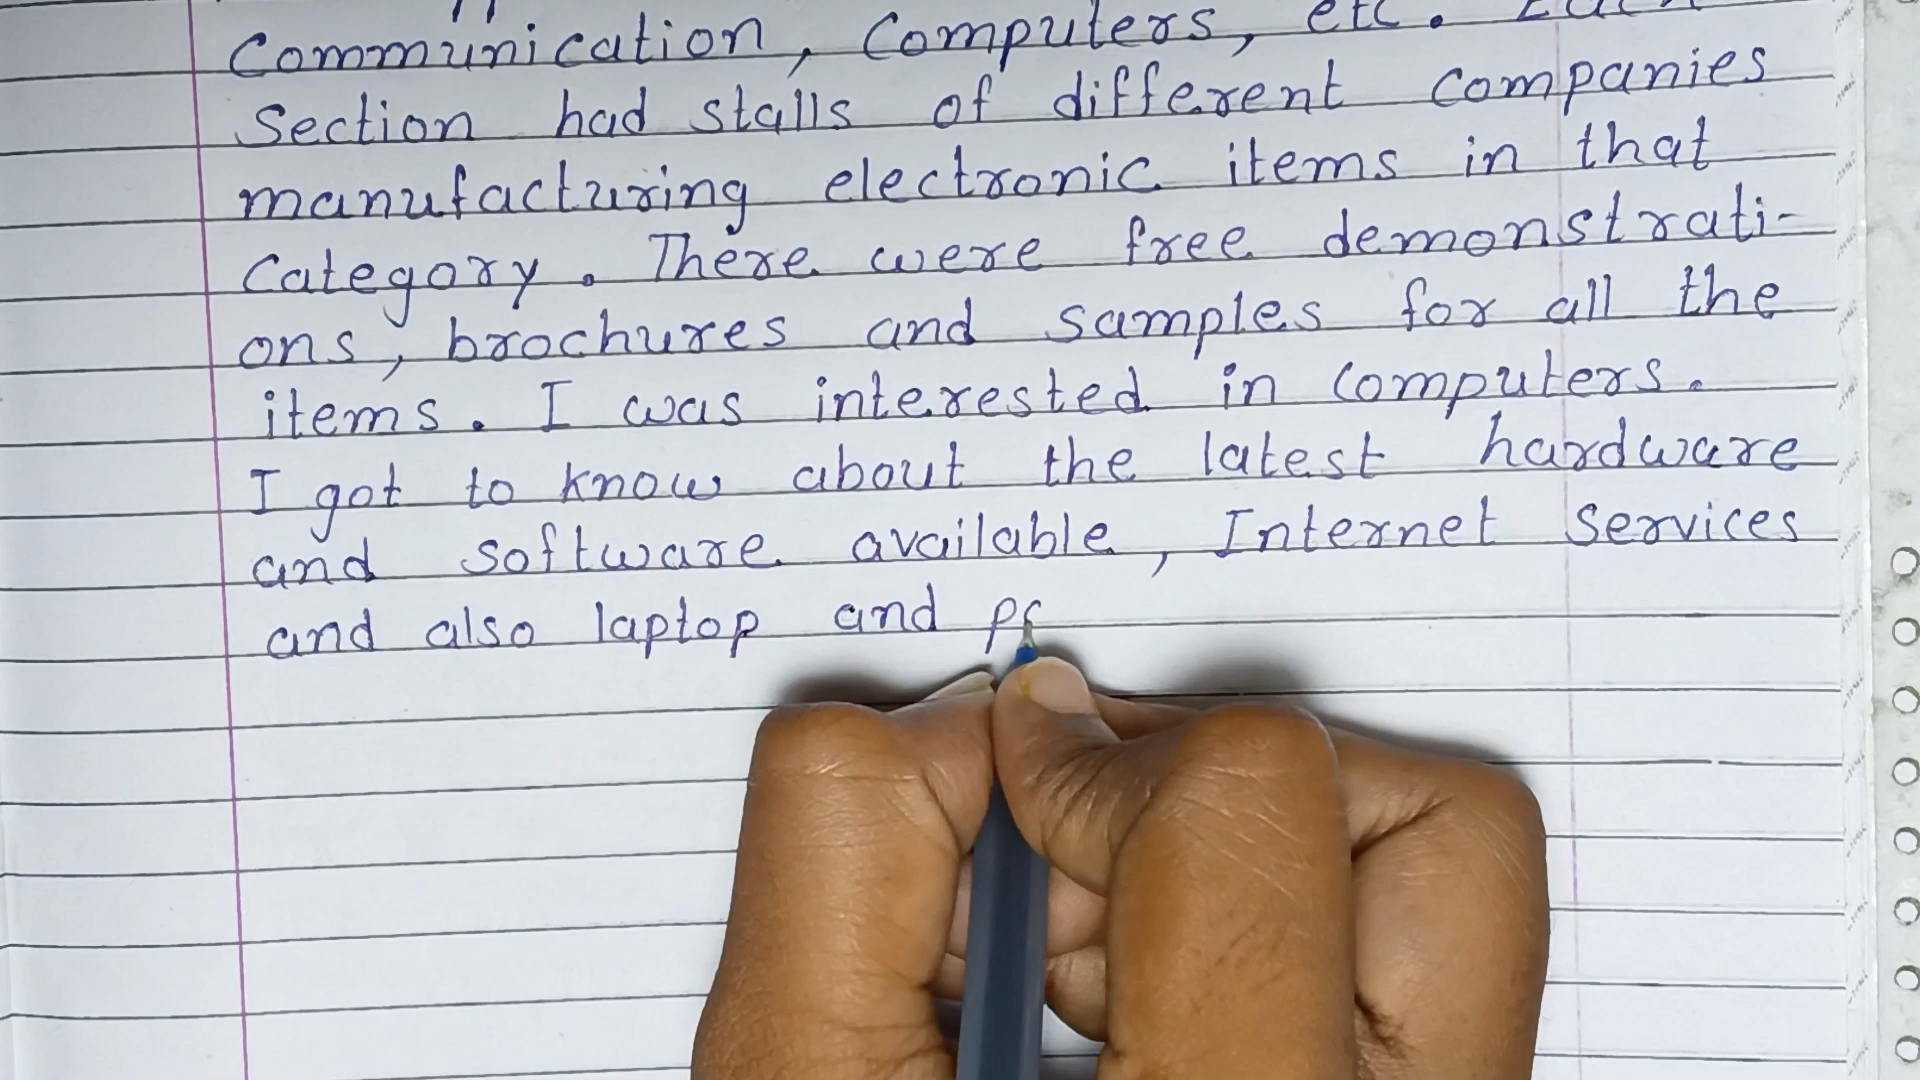 Communication, Computers, etc. Each
Section had stalls of different companies
manufacturing electronic items in that
Category. There were free demonstrati-
ons, brochures and samples for all the
items. I was interested in Computers.
I got to know about the latest hardware
and software available, Internet Services
and also laptop and